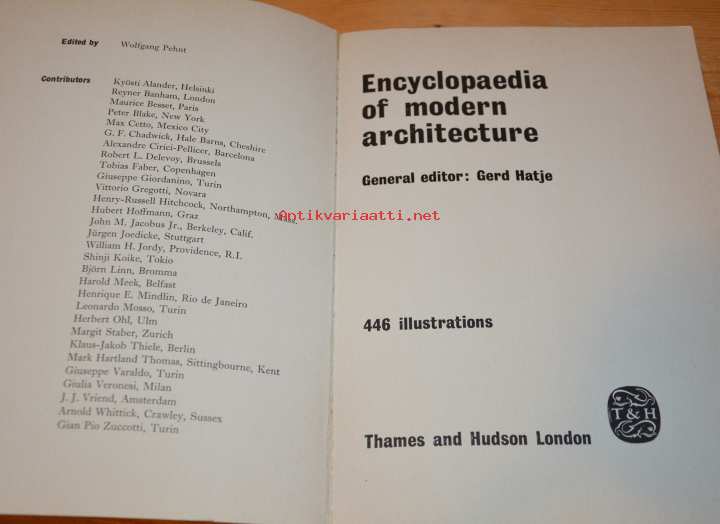 Edited by Wolfgang Pehnt
Contributors Kyösti Alander, Helsinki
Reyner Banham, London
Maurice Besset, Paris
Peter Blake, New York
Max Cetto, Mexico City
G. F. Chadwick, Hale Barns, Cheshire
Alexandre Cirici-Pellicer, Barcelona
Robert L. Delevoy, Brussels
Tobias Faber, Copenhagen
Giuseppe Giordanino, Turin
Vittorio Gregotti, Novara
Henry-Russell Hitchcock, Northampton, Mass.
Hubert Hoffmann, Graz
John M. Jacobus Jr., Berkeley, Calif.
Jürgen Joedicke, Stuttgart
William H. Jordy, Providence, R.I.
Shinji Koike, Tokio
Björn Linn, Bromma
Harold Meek, Belfast
Henrique E. Mindlin, Rio de Janeiro
Leonardo Mosso, Turin
Herbert Ohl, Ulm
Margit Staber, Zurich
Klaus-Jakob Thiele, Berlin
Mark Hartland Thomas, Sittingbourne, Kent
Giuseppe Varaldo, Turin
Giulia Veronesi, Milan
J. J. Vriend, Amsterdam
Arnold Whittick, Crawley, Sussex
Gian Pio Zuccotti, Turin
Antikvariaatti.net
Encyclopaedia
of modern
architecture
General editor: Gerd Hatje
446 illustrations
T & H
Thames and Hudson London